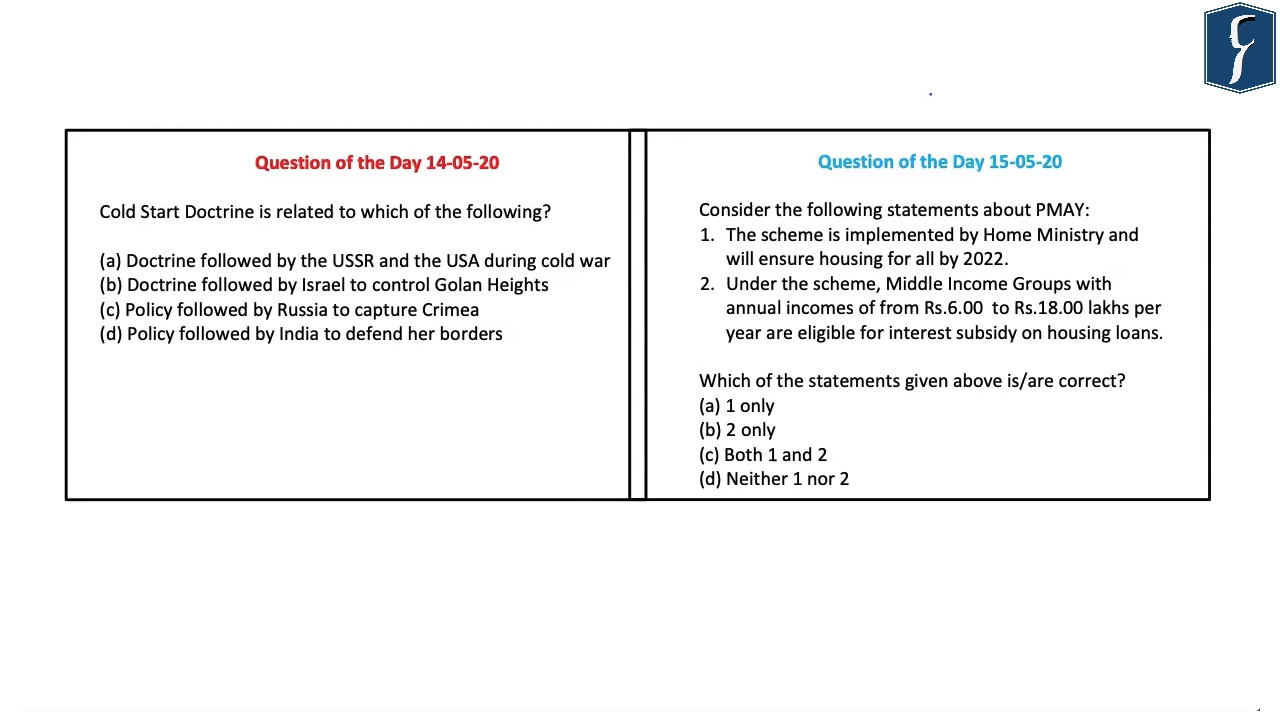 Question of the Day 14-05-20
Cold Start Doctrine is related to which of the following?
(a) Doctrine followed by the USSR and the USA during cold war
(b) Doctrine followed by Israel to control Golan Heights
(c) Policy followed by Russia to capture Crimea
(d) Policy followed by India to defend her borders
Question of the Day 15-05-20
Consider the following statements about PMAY:
1. The scheme is implemented by Home Ministry and
will ensure housing for all by 2022.
2. Under the scheme, Middle Income Groups with
annual incomes of from Rs.6.00 to Rs.18.00 lakhs per
year are eligible for interest subsidy on housing loans.
Which of the statements given above is/are correct?
(a) 1 only
(b) 2 only
(c) Both 1 and 2
(d) Neither 1 nor 2